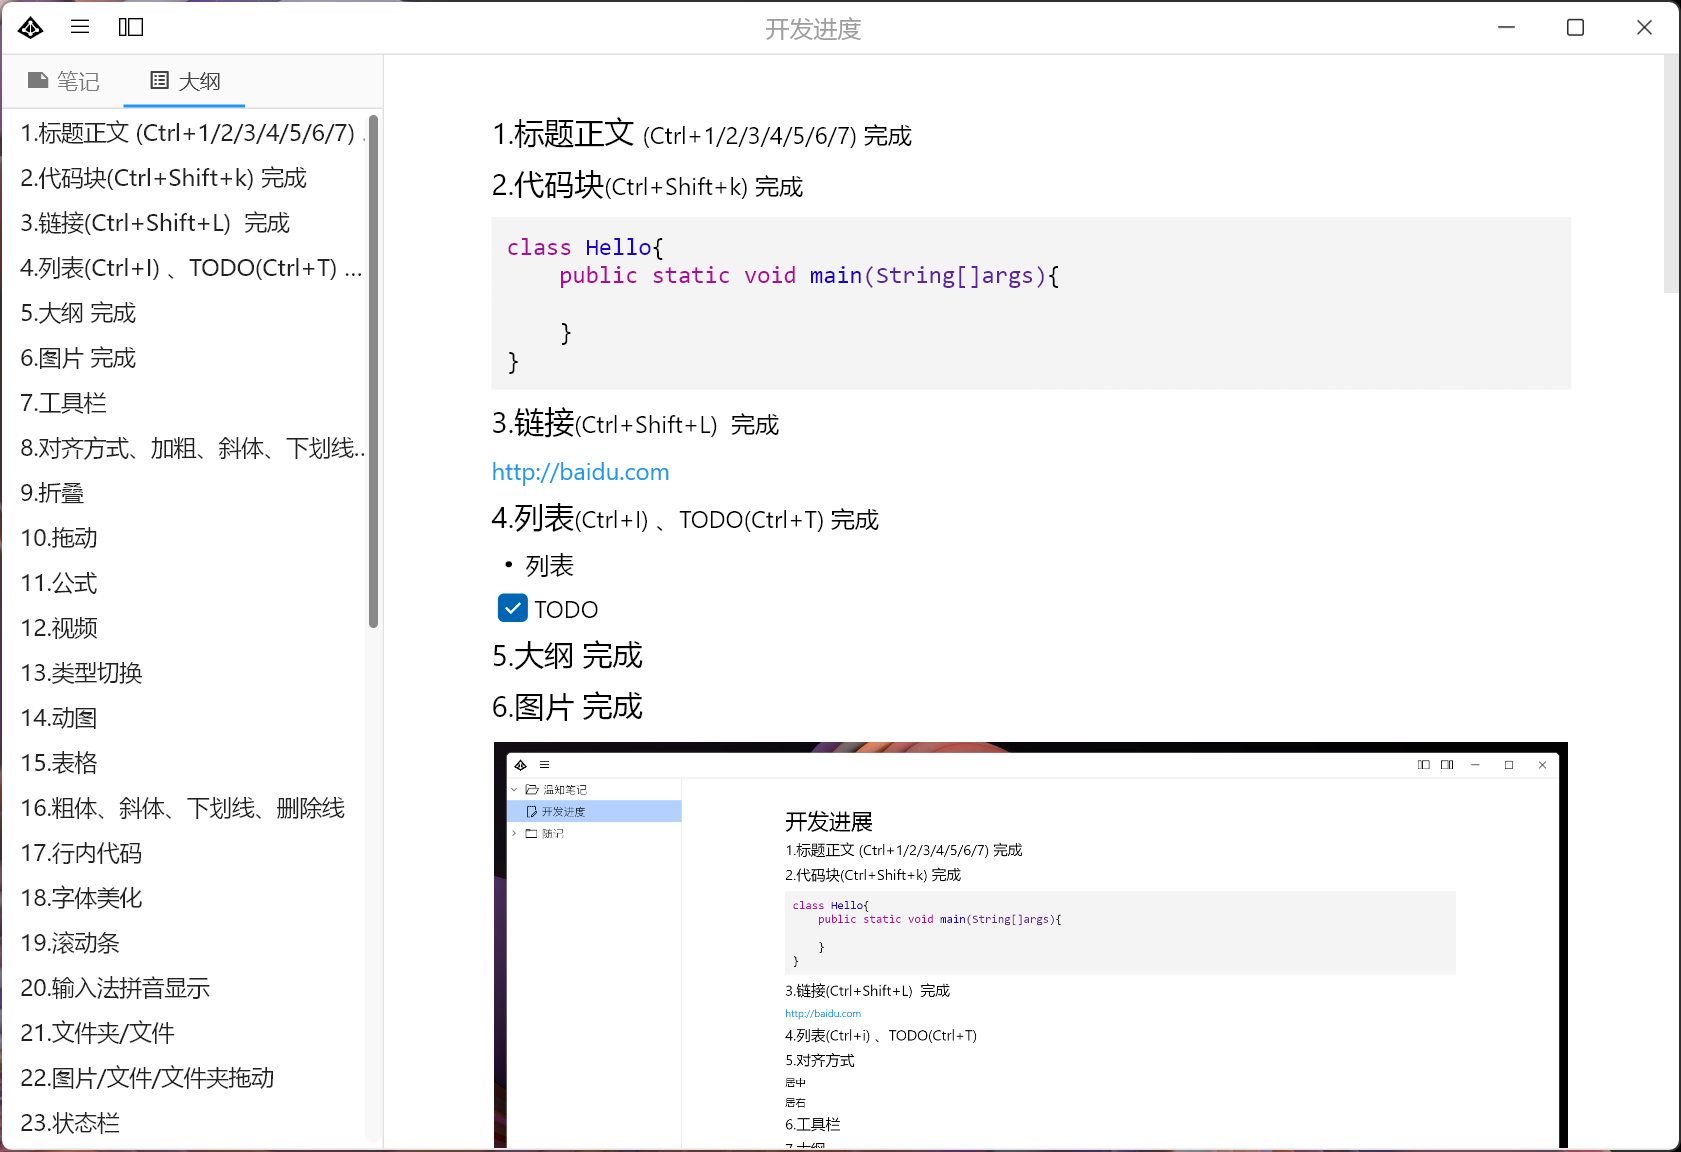 开发进度
笔记
大纲
1.标题正文 (Ctrl+1/2/3/4/5/6/7) .
2.代码块(Ctrl+Shift+k) 完成
3.链接(Ctrl+Shift+L)  完成
4.列表(Ctrl+I) 、TODO(Ctrl+T) ...
5.大纲 完成
6.图片 完成
7.工具栏
8.对齐方式、加粗、斜体、下划线..
9.折叠
10.拖动
11.公式
12.视频
13.类型切换
14.动图
15.表格
16.粗体、斜体、下划线、删除线
17.行内代码
18.字体美化
19.滚动条
20.输入法拼音显示
21.文件夹/文件
22.图片/文件/文件夹拖动
23.状态栏
1.标题正文 (Ctrl+1/2/3/4/5/6/7) 完成
2.代码块(Ctrl+Shift+k) 完成
class Hello{
    public static void main(String[]args){
    }
}
3.链接(Ctrl+Shift+L)  完成
http://baidu.com
4.列表(Ctrl+I) 、TODO(Ctrl+T) 完成
• 列表
TODO
5.大纲 完成
6.图片 完成
温知笔记
开发进度
随记
开发进展
1.标题正文 (Ctrl+1/2/3/4/5/6/7) 完成
2.代码块(Ctrl+Shift+k) 完成
class Hello{
    public static void main(String[]args){
    }
}
3.链接(Ctrl+Shift+L)  完成
http://baidu.com
4.列表(Ctrl+i) 、TODO(Ctrl+T)
5.对齐方式
居中
居右
6.工具栏
7.大纲